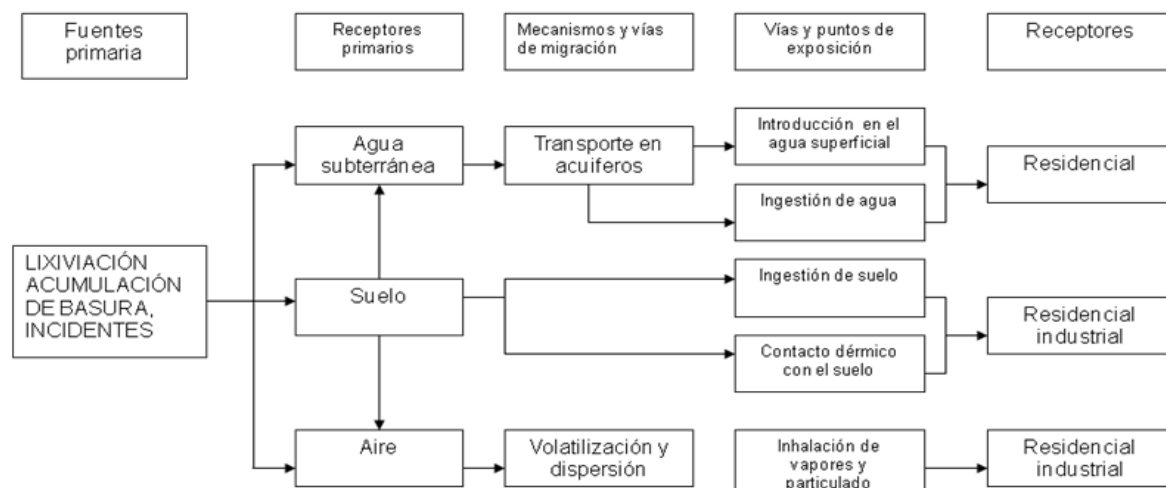 Fuentes
primaria
Receptores
primarios
Mecanismos y vías
de migración
Vías y puntos de
exposición
Receptores
Agua
subterránea
Transporte en
acuiferos
Introducción en el
agua superficial
Ingestión de agua
Residencial
LIXIVIACIÓN
ACUMULACIÓN
DE BASURA,
INCIDENTES
Suelo
Ingestión de suelo
Contacto dérmico
con el suelo
Residencial
industrial
Aire
Volatilización y
dispersión
Inhalación de
vapores y
particulado
Residencial
industrial